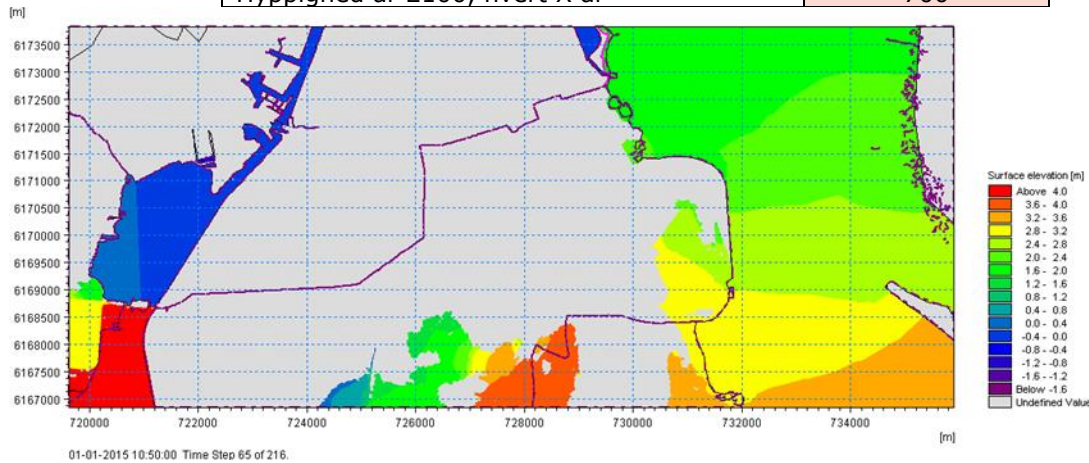 [m]
6173500
6173000
6172500
6172000
6171500
6171000
6170500
6170000
6169500
6169000
6168500
6168000
6167500
6167000
720000 722000 724000 726000 728000 730000 732000 734000
[m]
01-01-2015 10:50:00 Time Step 65 of 216.
Surface elevation [m]
Above 4.0
3.6 - 4.0
3.2 - 3.6
2.8 - 3.2
2.4 - 2.8
2.0 - 2.4
1.6 - 2.0
1.2 - 1.6
0.8 - 1.2
0.4 - 0.8
0.0 - 0.4
-0.4 - 0.0
-0.8 - -0.4
-1.2 - -0.8
-1.6 - -1.2
Below -1.6
Undefined Value